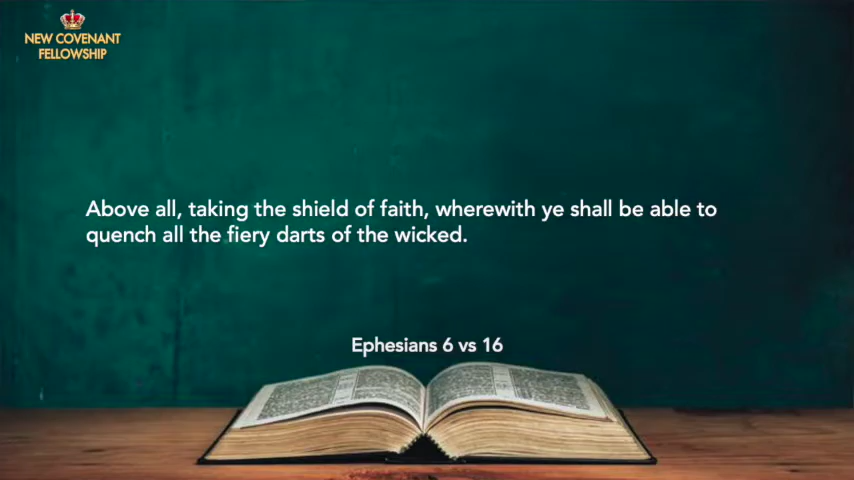 NEW COVENANT
FELLOWSHIP
Above all, taking the shield of faith, wherewith ye shall be able to
quench all the fiery darts of the wicked.
Ephesians 6 vs 16